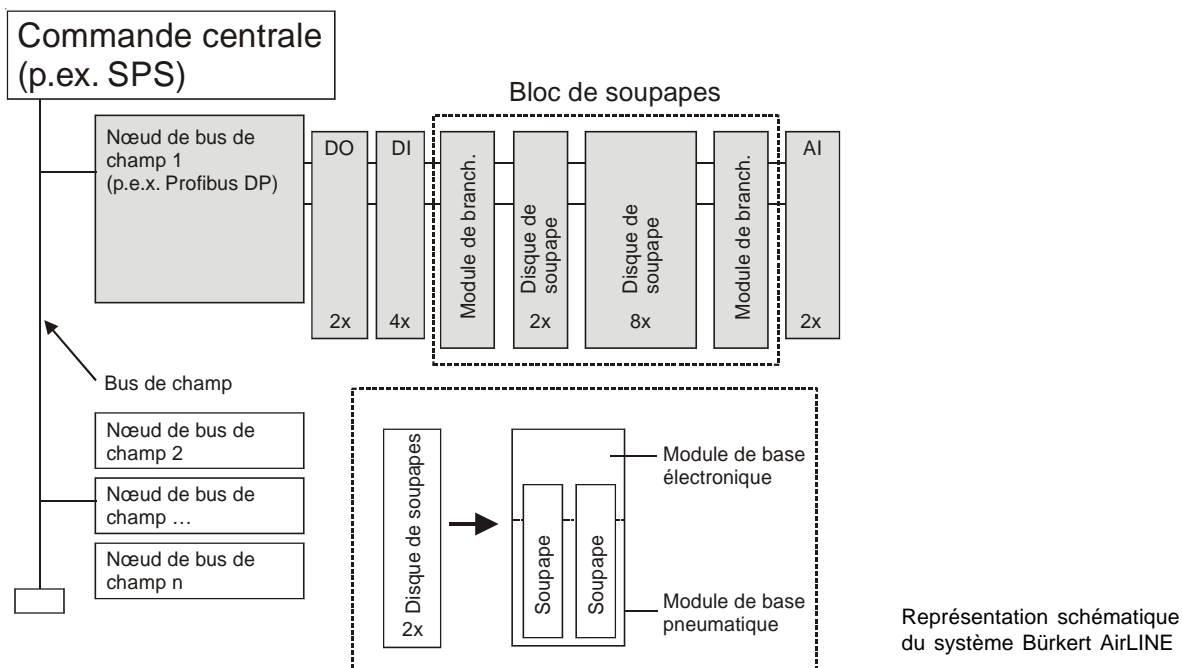 Commande centrale
(p.ex. SPS)
Bloc de soupapes
Nœud de bus de
champ 1
(p.e.x. Profibus DP)
DO
2x
DI
4x
Module de branch.
Disque de
soupape
2x
Disque de
soupape
8x
Module de branch.
AI
2x
Bus de champ
Nœud de bus de
champ 2
Nœud de bus de
champ …
Nœud de bus de
champ n
Disque de soupapes
2x
Soupape
Soupape
Module de base
électronique
Module de base
pneumatique
Représentation schématique
du système Bürkert AirLINE